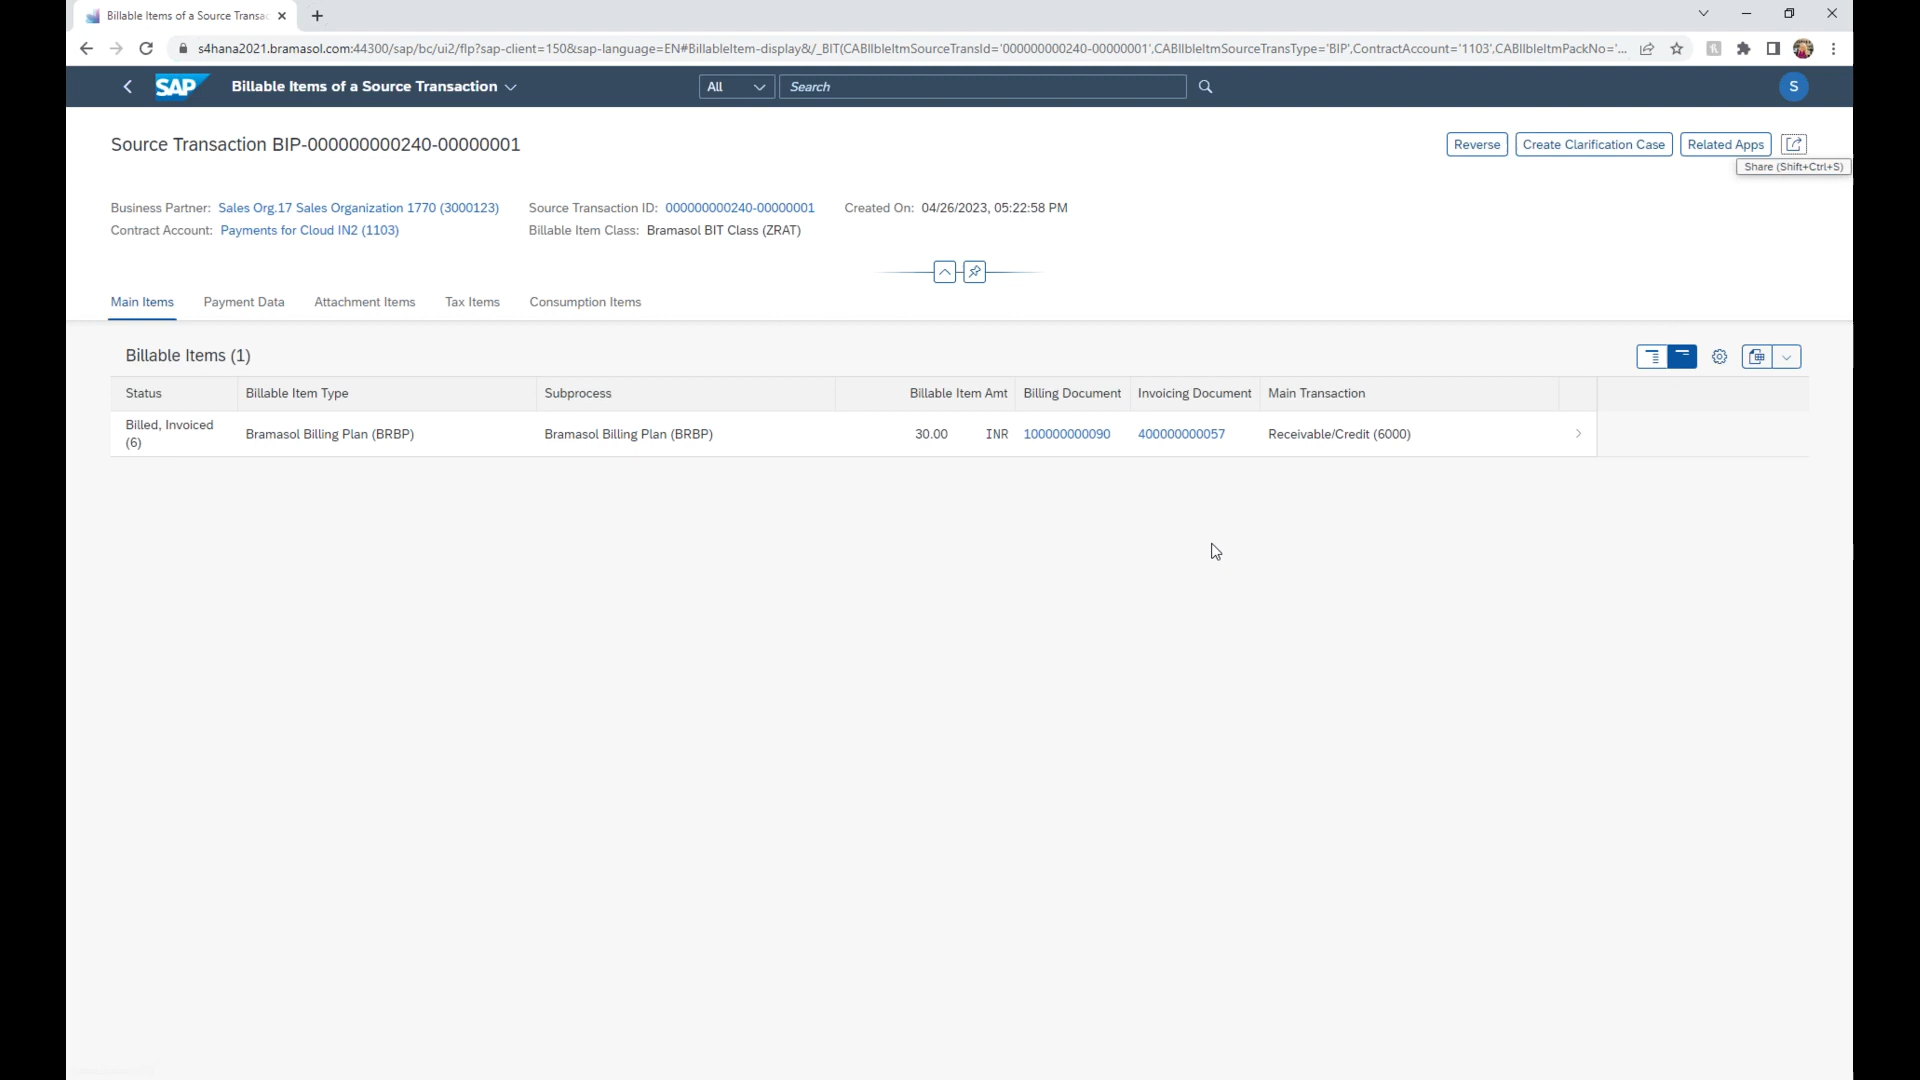 Billable Items of a Source Transac
s4hana2021.bramasol.com:44300/sap/bc/ui2/flp?sap-client=150&sap-language=EN#BillableItem-display&/_BIT(CABllbleItmSourceTransId='000000000240-00000001',CABllbleItmSourceTransType='BIP',ContractAccount='1103',CABllbleItmPackNo='...
SAP Billable Items of a Source Transaction All Search S
Source Transaction BIP-000000000240-00000001 Reverse Create Clarification Case Related Apps
Share (Shift+Ctrl+S)
Business Partner: Sales Org.17 Sales Organization 1770 (3000123) Source Transaction ID: 000000000240-00000001 Created On: 04/26/2023, 05:22:58 PM
Contract Account: Payments for Cloud IN2 (1103) Billable Item Class: Bramasol BIT Class (ZRAT)
Main Items Payment Data Attachment Items Tax Items Consumption Items
Billable Items (1)
Status Billable Item Type Subprocess Billable Item Amt Billing Document Invoicing Document Main Transaction
Billed, Invoiced (6) Bramasol Billing Plan (BRBP) Bramasol Billing Plan (BRBP) 30.00 INR 100000000090 400000000057 Receivable/Credit (6000)